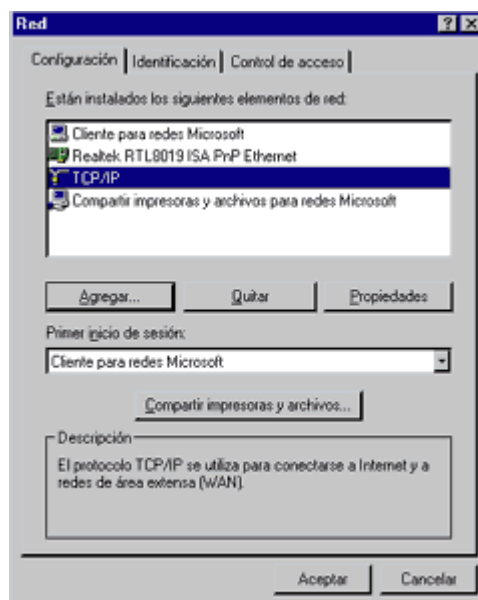 Red
Configuración Identificación Control de acceso
Están instalados los siguientes elementos de red:
Cliente para redes Microsoft
Realtek RTL8019 ISA PnP Ethernet
TCP/IP
Compartir impresoras y archivos para redes Microsoft
Agregar... Quitar Propiedades
Primer inicio de sesión:
Cliente para redes Microsoft
Compartir impresoras y archivos...
Descripción
El protocolo TCP/IP se utiliza para conectarse a Internet y a
redes de área extensa (WAN).
Aceptar Cancelar